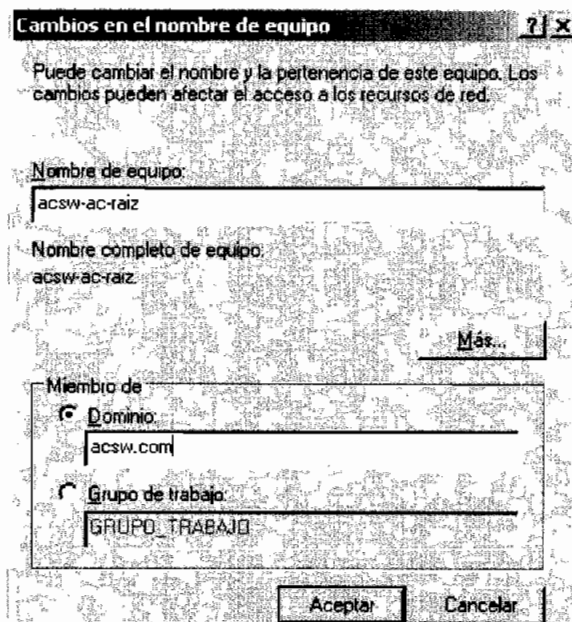 Cambios en el nombre de equipo
Puede cambiar el nombre y la pertenencia de este equipo. Los
cambios pueden afectar el acceso a los recursos de red.
Nombre de equipo:
acsw-ac-raiz
Nombre completo de equipo:
acsw-ac-raiz.
Más...
Miembro de
Dominio:
acsw.com
Grupo de trabajo:
GRUPO_TRABAJO
Aceptar
Cancelar